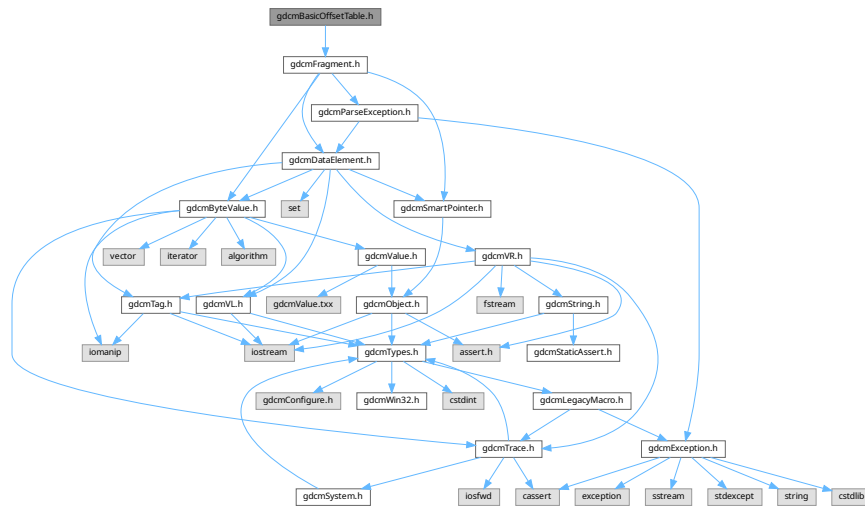 gdcmBasicOffsetTable.h
gdcmFragment.h
gdcmParseException.h
gdcmDataElement.h
gdcmByteValue.h
set
gdcmSmartPointer.h
vector
iterator
algorithm
gdcmValue.h
gdcmVR.h
gdcmTag.h
gdcmVL.h
gdcmValue.txx
gdcmObject.h
fstream
gdcmString.h
iomanip
iostream
gdcmTypes.h
assert.h
gdcmStaticAssert.h
gdcmConfigure.h
gdcmWin32.h
cstdint
gdcmLegacyMacro.h
gdcmTrace.h
gdcmException.h
gdcmSystem.h
iosfwd
cassert
exception
sstream
stdexcept
string
cstdlib